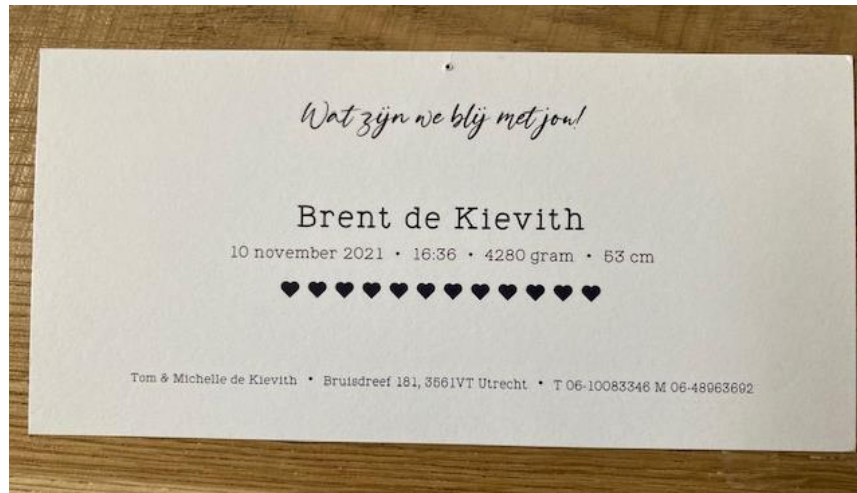 Wat zijn we blij met jou!
Brent de Kievith
10 november 2021 • 16:36 • 4280 gram • 53 cm
Tom & Michelle de Kievith • Bruisdreef 181, 3561VT Utrecht • T 06-10083346 M 06-48963692